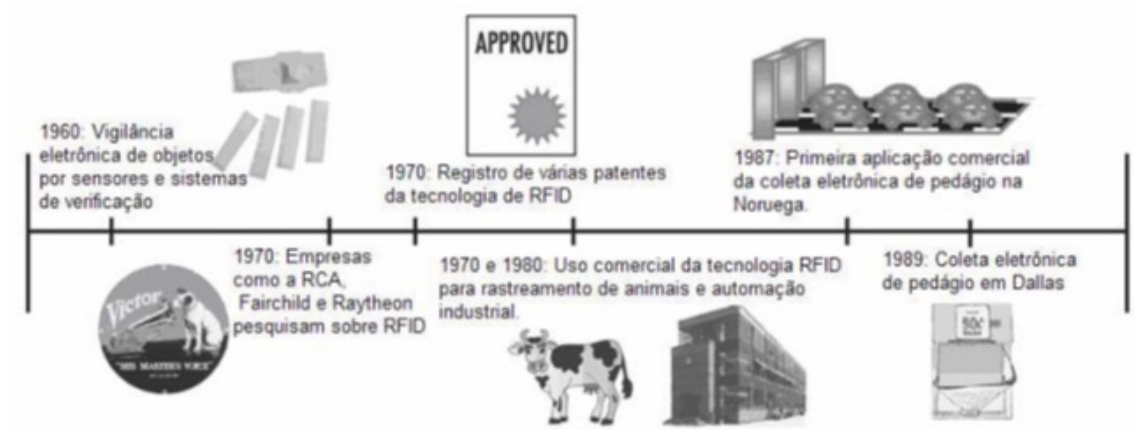 APPROVED
1960: Vigilância
eletrônica de objetos
por sensores e sistemas
de verificação
1970: Registro de várias patentes
da tecnologia de RFID
1987: Primeira aplicação comercial
da coleta eletrônica de pedágio na
Noruega.
1970: Empresas
como a RCA,
Fairchild e Raytheon
pesquisam sobre RFID
1970 e 1980: Uso comercial da tecnologia RFID
para rastreamento de animais e automação
industrial.
1989: Coleta eletrônica
de pedágio em Dallas
Victor
"HIS MASTER'S VOICE"
50¢